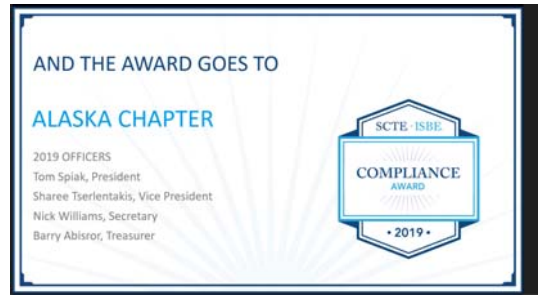 AND THE AWARD GOES TO
ALASKA CHAPTER
2019 OFFICERS
Tom Spiak, President
Sharee Tserlentakis, Vice President
Nick Williams, Secretary
Barry Abisror, Treasurer
SCTE·ISBE
COMPLIANCE
AWARD
• 2019 •